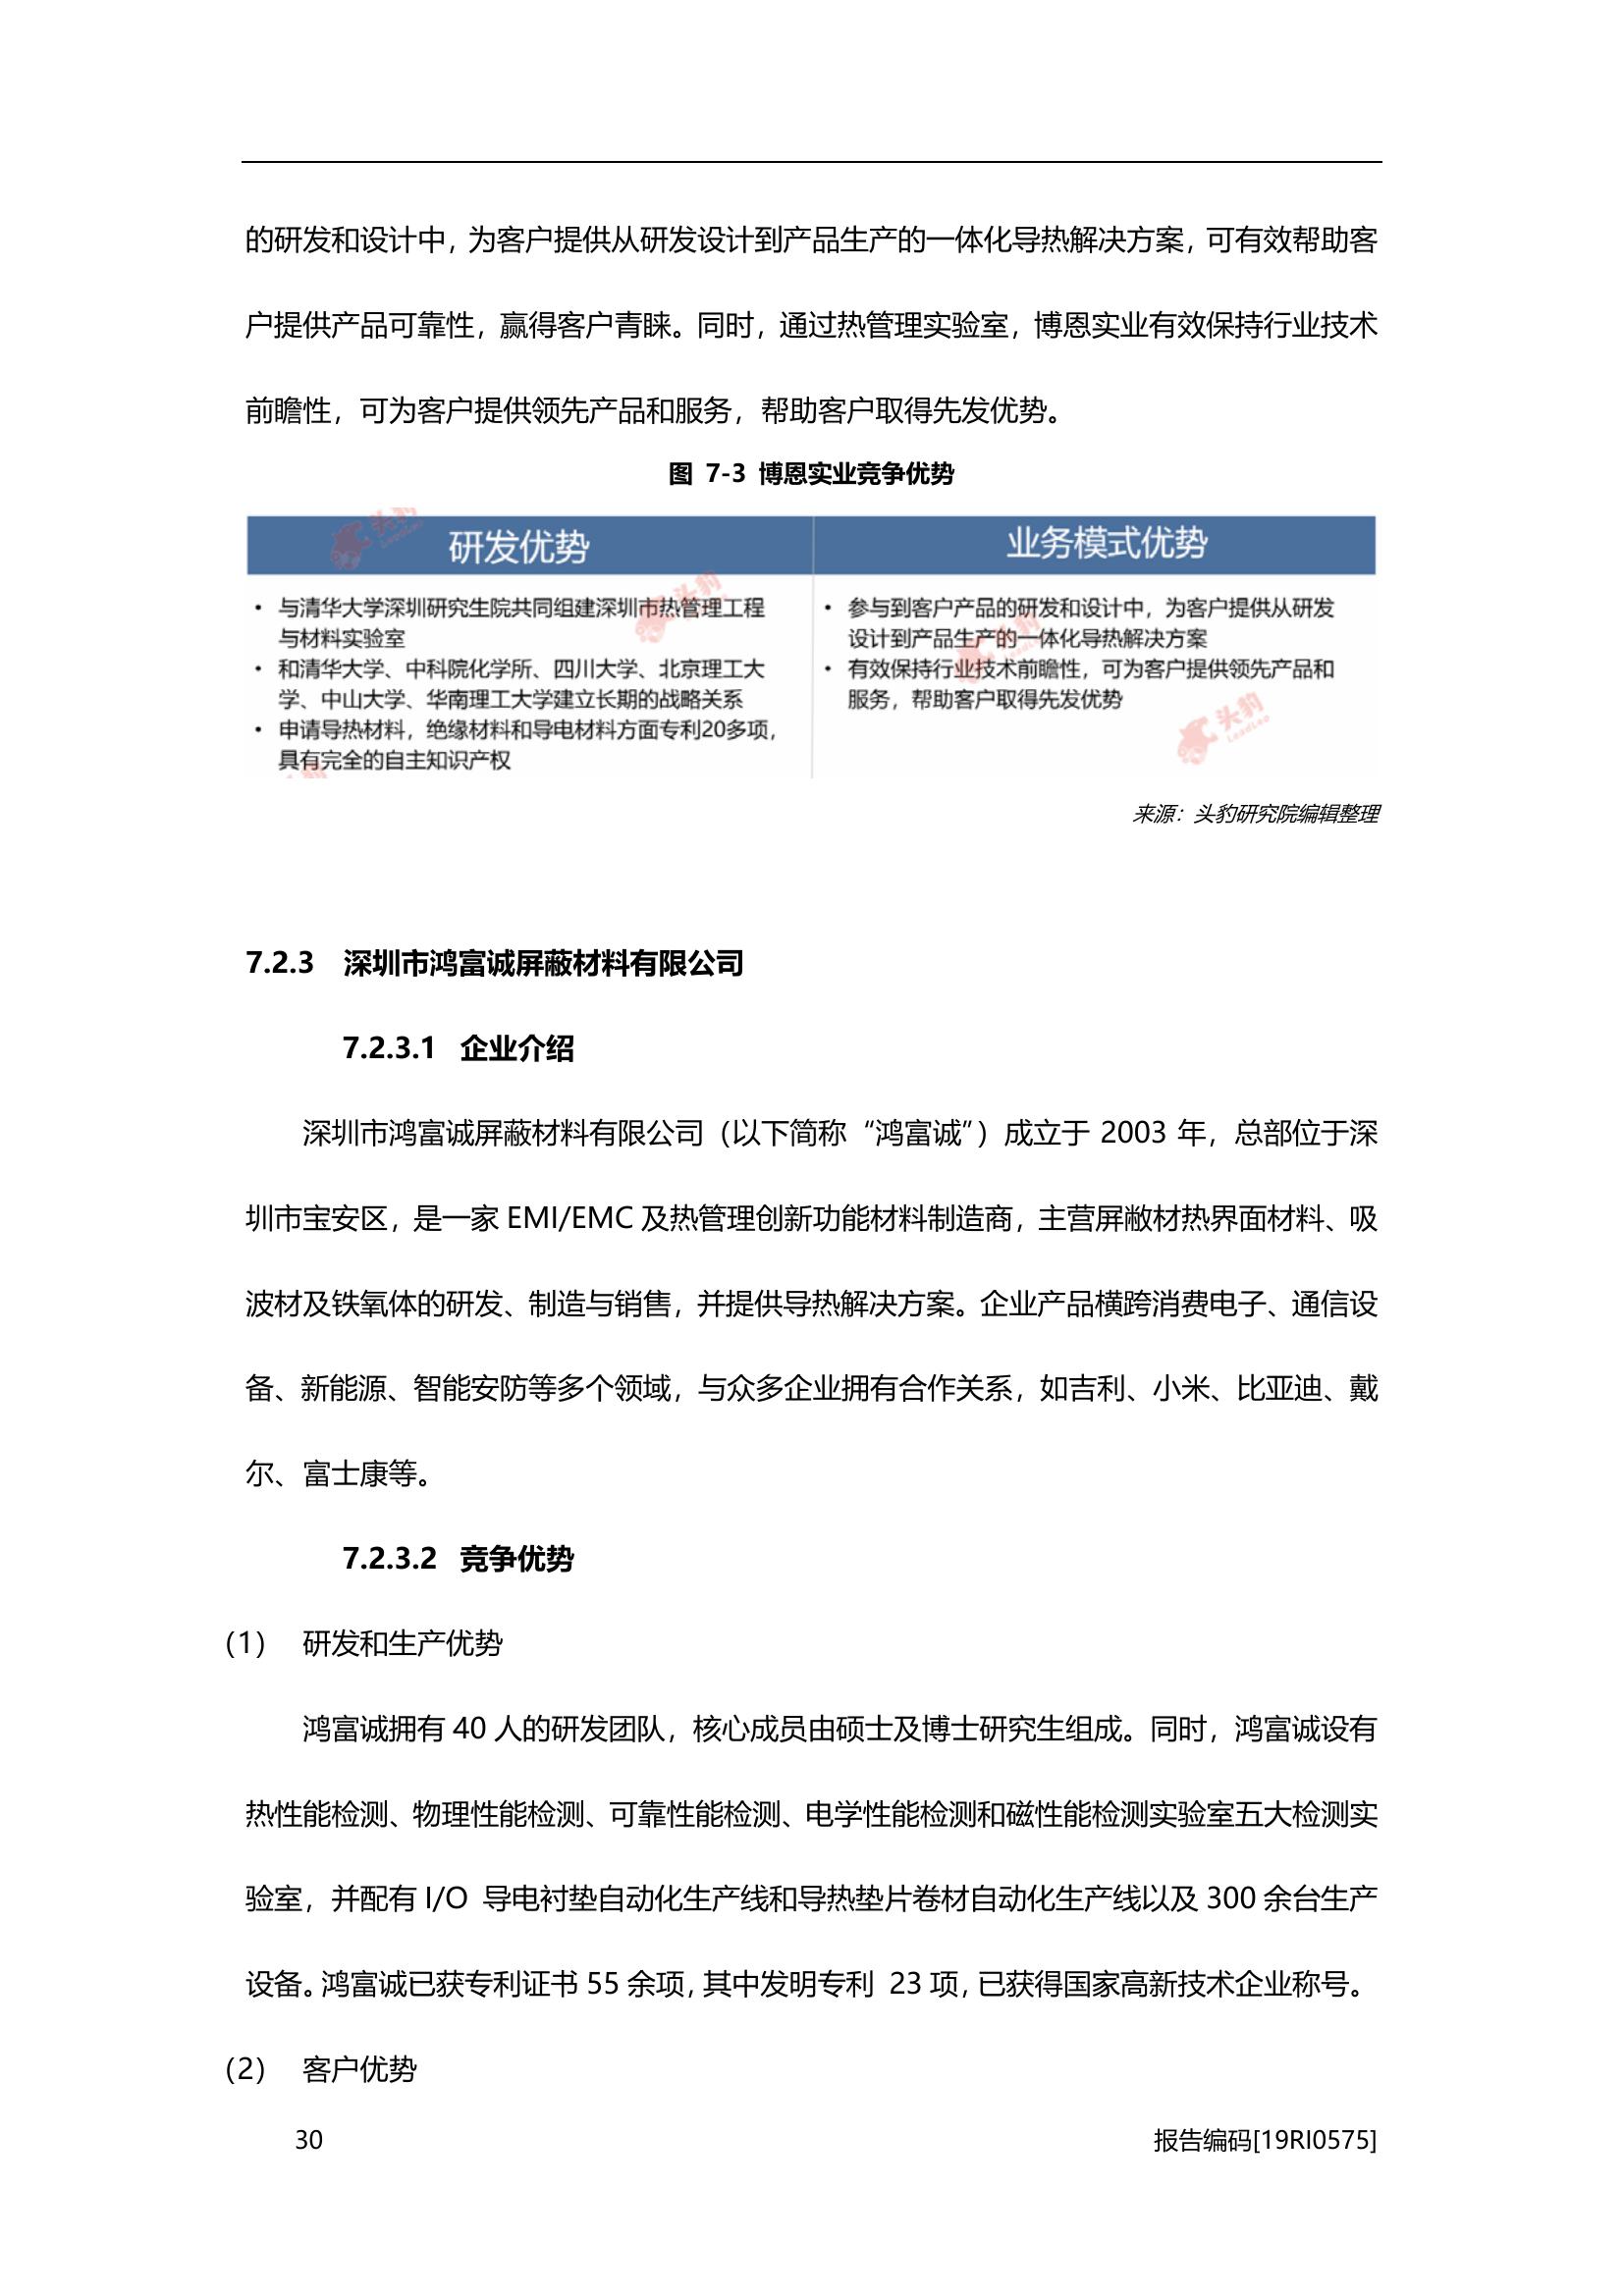 的研发和设计中，为客户提供从研发设计到产品生产的一体化导热解决方案，可有效帮助客
户提供产品可靠性，赢得客户青睐。同时，通过热管理实验室，博恩实业有效保持行业技术
前瞻性，可为客户提供领先产品和服务，帮助客户取得先发优势。
图 7-3 博恩实业竞争优势
研发优势
• 与清华大学深圳研究生院共同组建深圳市热管理工程
与材料实验室
• 和清华大学、中科院化学所、四川大学、北京理工大
学、中山大学、华南理工大学建立长期的战略关系
• 申请导热材料，绝缘材料和导电材料方面专利20多项，
具有完全的自主知识产权
业务模式优势
• 参与到客户产品的研发和设计中，为客户提供从研发
设计到产品生产的一体化导热解决方案
• 有效保持行业技术前瞻性，可为客户提供领先产品和
服务，帮助客户取得先发优势
头豹
LeadLeo
来源：头豹研究院编辑整理
7.2.3 深圳市鸿富诚屏蔽材料有限公司
7.2.3.1 企业介绍
深圳市鸿富诚屏蔽材料有限公司（以下简称“鸿富诚”）成立于 2003 年，总部位于深
圳市宝安区，是一家 EMI/EMC 及热管理创新功能材料制造商，主营屏敝材热界面材料、吸
波材及铁氧体的研发、制造与销售，并提供导热解决方案。企业产品横跨消费电子、通信设
备、新能源、智能安防等多个领域，与众多企业拥有合作关系，如吉利、小米、比亚迪、戴
尔、富士康等。
7.2.3.2 竞争优势
（1） 研发和生产优势
鸿富诚拥有 40 人的研发团队，核心成员由硕士及博士研究生组成。同时，鸿富诚设有
热性能检测、物理性能检测、可靠性能检测、电学性能检测和磁性能检测实验室五大检测实
验室，并配有 I/O 导电衬垫自动化生产线和导热垫片卷材自动化生产线以及 300 余台生产
设备。鸿富诚已获专利证书 55 余项，其中发明专利 23 项，已获得国家高新技术企业称号。
（2） 客户优势
30
报告编码[19RI0575]